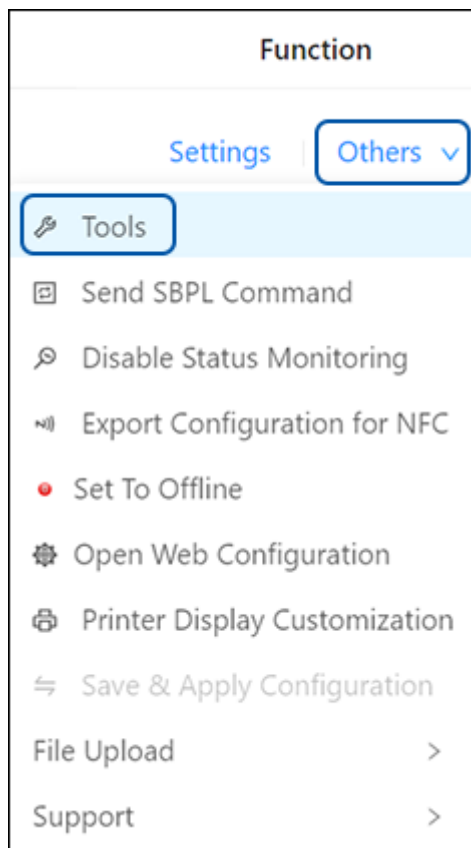 Function
Settings Others
Tools
Send SBPL Command
Disable Status Monitoring
Export Configuration for NFC
Set To Offline
Open Web Configuration
Printer Display Customization
Save & Apply Configuration
File Upload
Support